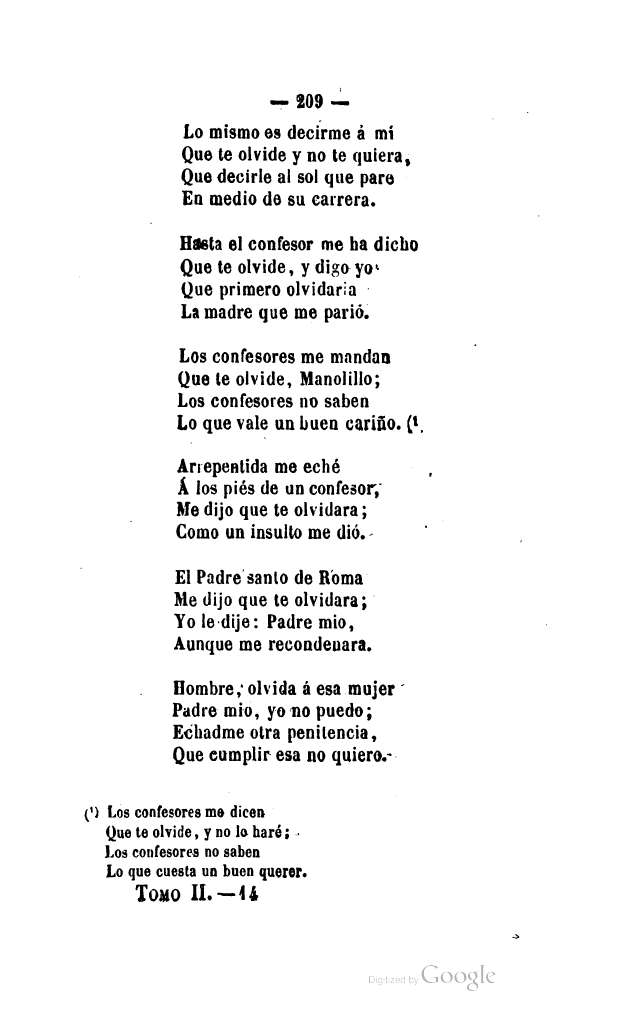 — 209 —
Lo mismo es decirme á mí
Que te olvide y no te quiera,
Que decirle al sol que pare
En medio de su carrera.
Hasta el confesor me ha dicho
Que te olvide, y digo yo
Que primero olvidaria
La madre que me parió.
Los confesores me mandan
Que te olvide, Manolillo;
Los confesores no saben
Lo que vale un buen cariño. (¹.
Arrepentida me eché
Á los piés de un confesor,
Me dijo que te olvidara;
Como un insulto me dió.
El Padre santo de Roma
Me dijo que te olvidara;
Yo le dije: Padre mio,
Aunque me recondenara.
Hombre, olvida á esa mujer
Padre mio, yo no puedo;
Echadme otra penitencia,
Que cumplir esa no quiero.
(¹) Los confesores me dicen
Que te olvide, y no lo haré;
Los confesores no saben
Lo que cuesta un buen querer.
Tomo II.—14
Digitized by Google